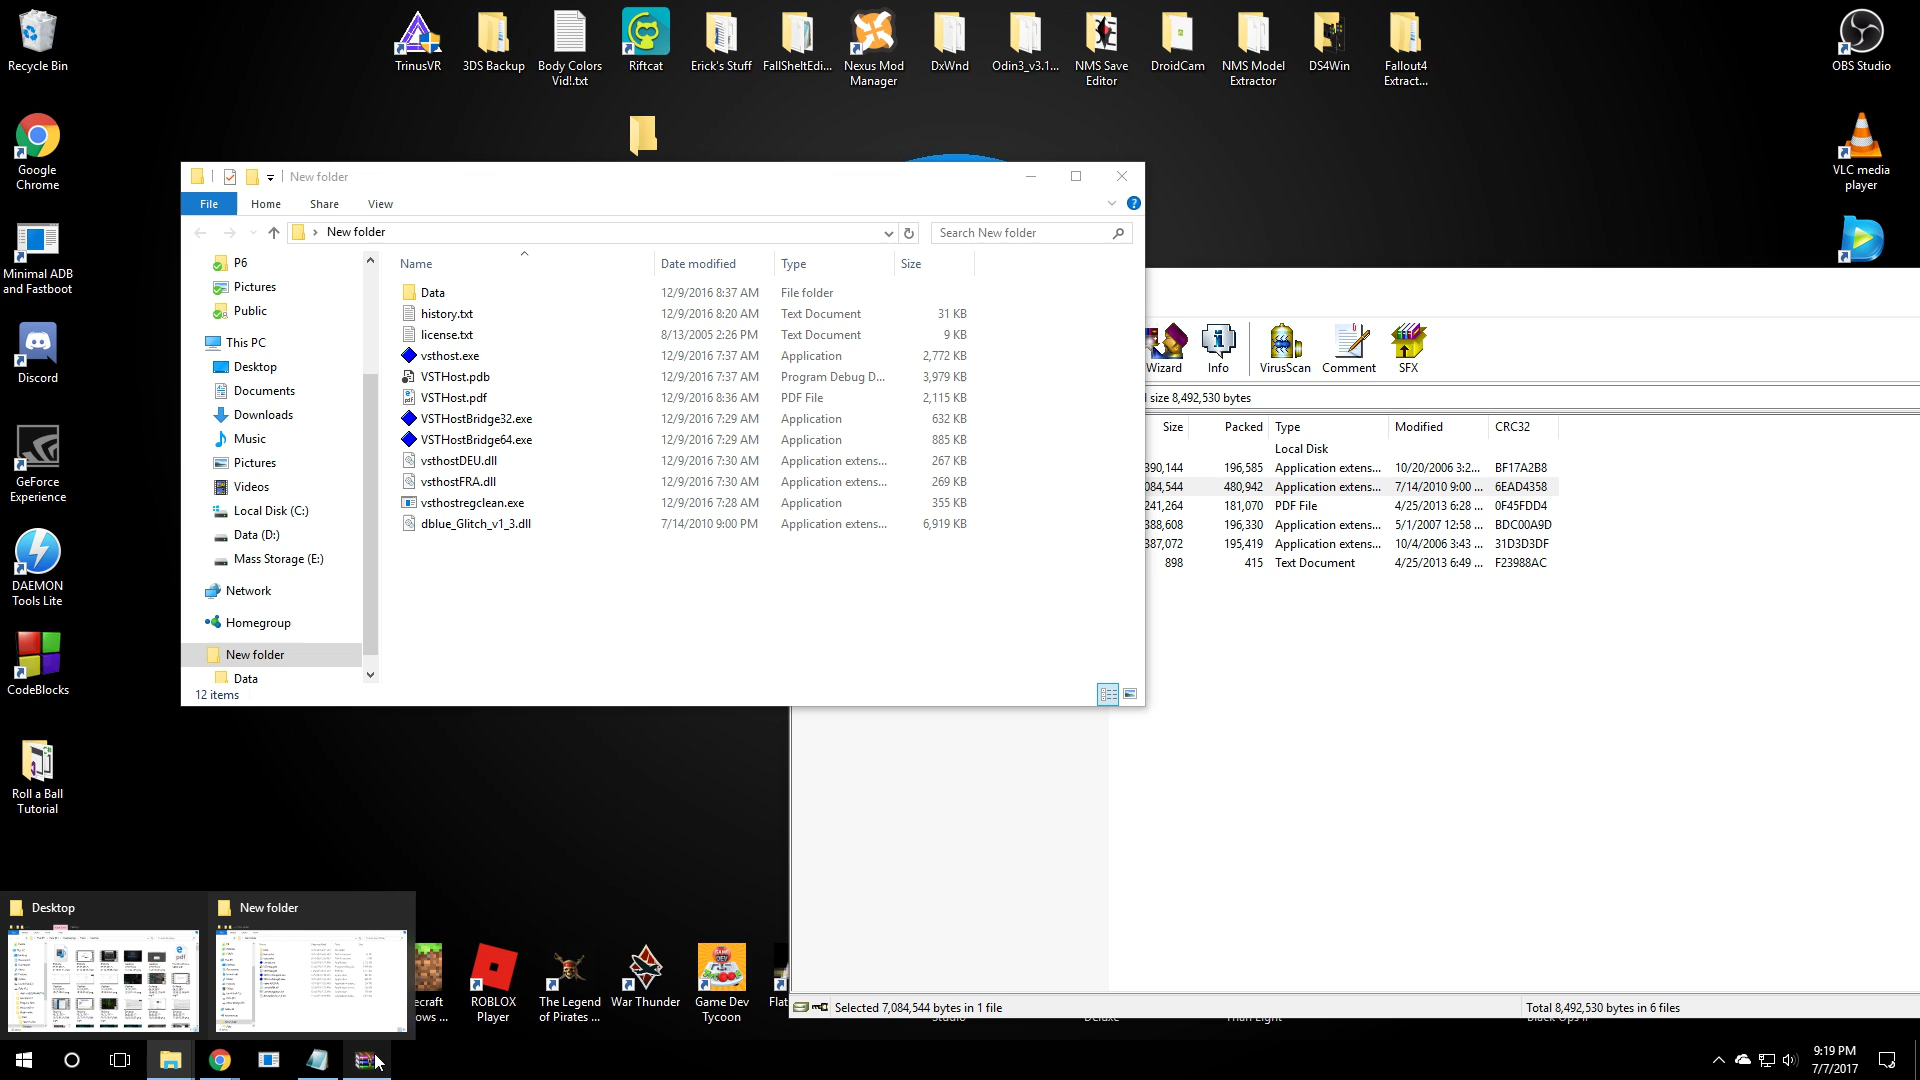 Recycle Bin
TrinusVR
3DS Backup
Body Colors
Vid!.txt
Riftcat
Erick's Stuff
FallSheltEdi...
Nexus Mod
Manager
DxWnd
Odin3_v3.1...
NMS Save
Editor
DroidCam
NMS Model
Extractor
DS4Win
Fallout4
Extract...
OBS Studio
Google
Chrome
VLC media
player
Minimal ADB
and Fastboot
Discord
GeForce
Experience
DAEMON
Tools Lite
CodeBlocks
Roll a Ball
Tutorial
New folder
File
Home
Share
View
New folder
Search New folder
P6
Pictures
Public
This PC
Desktop
Documents
Downloads
Music
Pictures
Videos
Local Disk (C:)
Data (D:)
Mass Storage (E:)
Network
Homegroup
New folder
Data
12 items
Name Date modified Type Size
Data 12/9/2016 8:37 AM File folder
history.txt 12/9/2016 8:20 AM Text Document 31 KB
license.txt 8/13/2005 2:26 PM Text Document 9 KB
vsthost.exe 12/9/2016 7:37 AM Application 2,772 KB
VSTHost.pdb 12/9/2016 7:37 AM Program Debug D... 3,979 KB
VSTHost.pdf 12/9/2016 8:36 AM PDF File 2,115 KB
VSTHostBridge32.exe 12/9/2016 7:29 AM Application 632 KB
VSTHostBridge64.exe 12/9/2016 7:29 AM Application 885 KB
vsthostDEU.dll 12/9/2016 7:30 AM Application extens... 267 KB
vsthostFRA.dll 12/9/2016 7:30 AM Application extens... 269 KB
vsthostregclean.exe 12/9/2016 7:28 AM Application 355 KB
dblue_Glitch_v1_3.dll 7/14/2010 9:00 PM Application extens... 6,919 KB
Wizard
Info
VirusScan
Comment
SFX
size 8,492,530 bytes
Size Packed Type Modified CRC32
Local Disk
390,144 196,585 Application extens... 10/20/2006 3:2... BF17A2B8
084,544 480,942 Application extens... 7/14/2010 9:00 ... 6EAD4358
241,264 181,070 PDF File 4/25/2013 6:28 ... 0F45FDD4
388,608 196,330 Application extens... 5/1/2007 12:58 ... BDC00A9D
387,072 195,419 Application extens... 10/4/2006 3:43 ... 31D3D3DF
898 415 Text Document 4/25/2013 6:49 ... F23988AC
Selected 7,084,544 bytes in 1 file
Total 8,492,530 bytes in 6 files
Desktop
New folder
ecraft
ows ...
ROBLOX
Player
The Legend
of Pirates ...
War Thunder
Game Dev
Tycoon
Flat
9:19 PM
7/7/2017